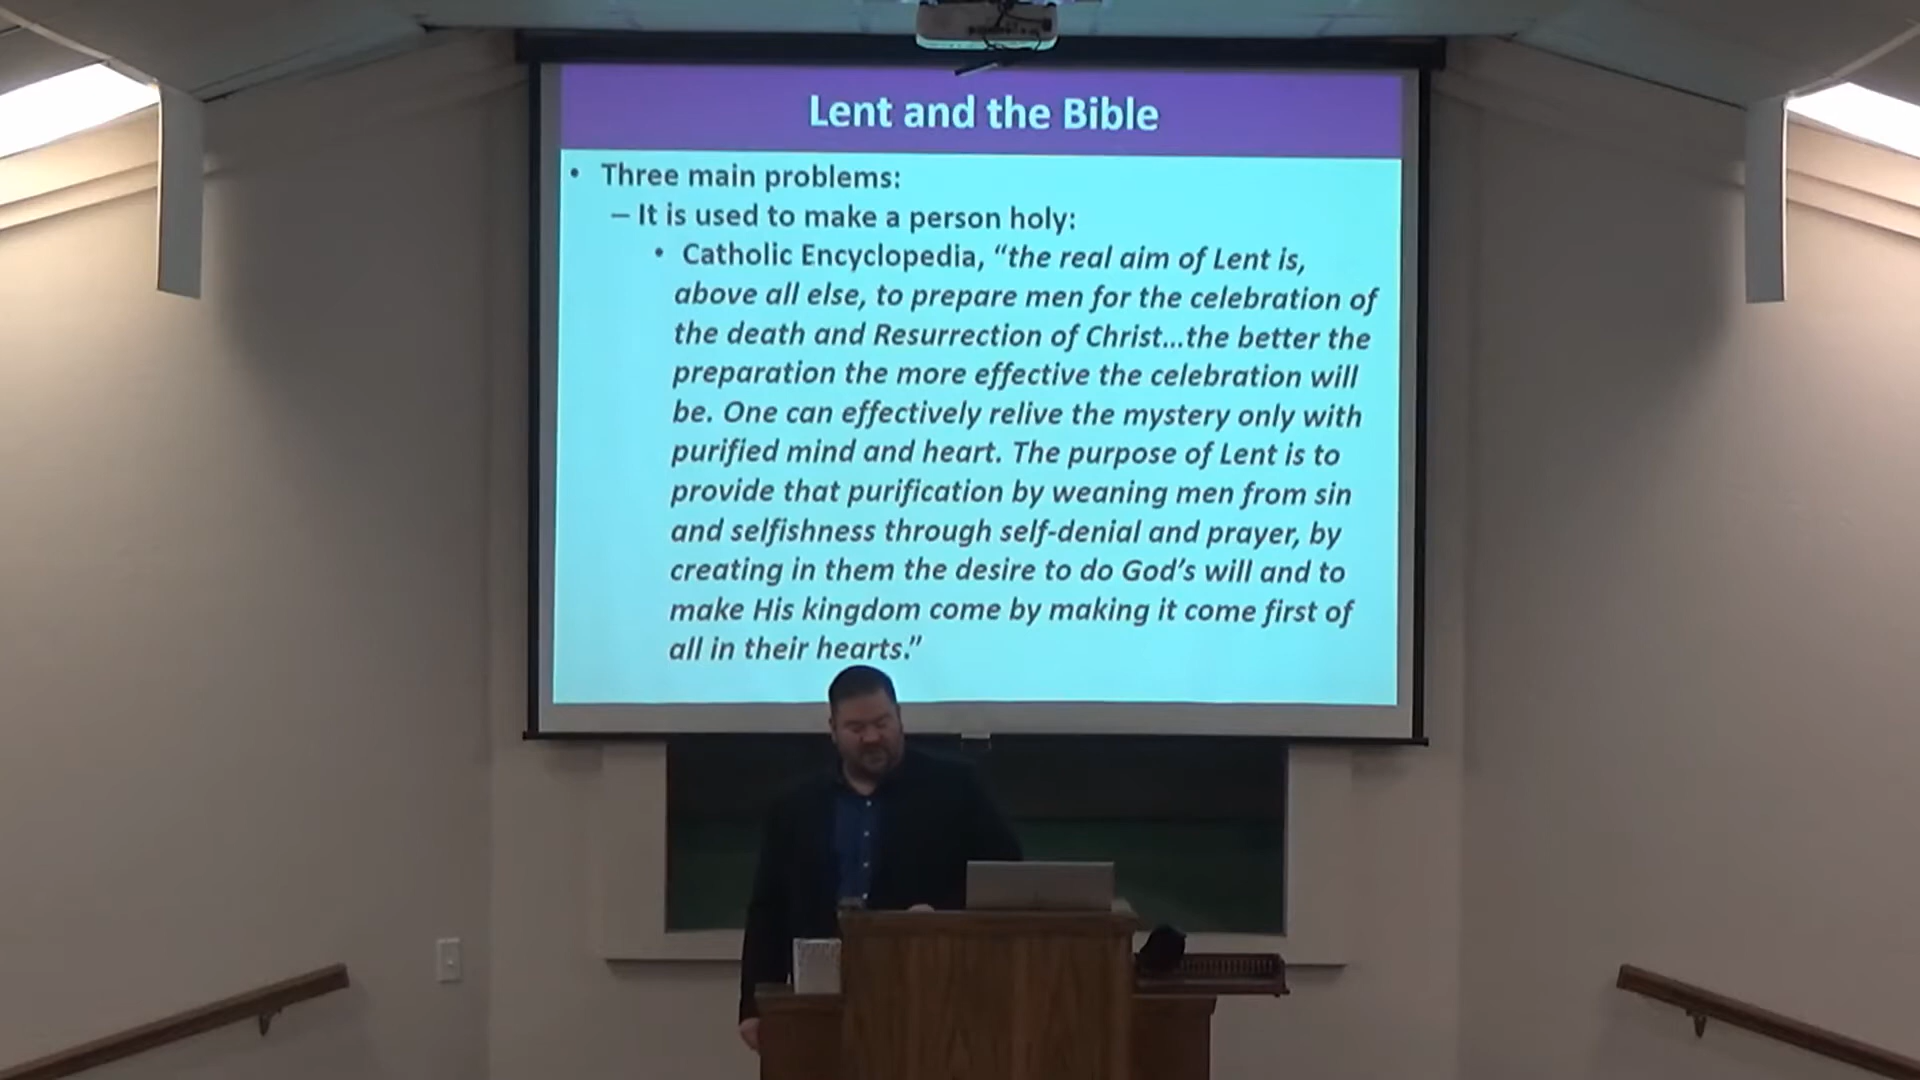 Lent and the Bible
• Three main problems:
– It is used to make a person holy:
• Catholic Encyclopedia, “the real aim of Lent is,
above all else, to prepare men for the celebration of
the death and Resurrection of Christ...the better the
preparation the more effective the celebration will
be. One can effectively relive the mystery only with
purified mind and heart. The purpose of Lent is to
provide that purification by weaning men from sin
and selfishness through self-denial and prayer, by
creating in them the desire to do God’s will and to
make His kingdom come by making it come first of
all in their hearts.”